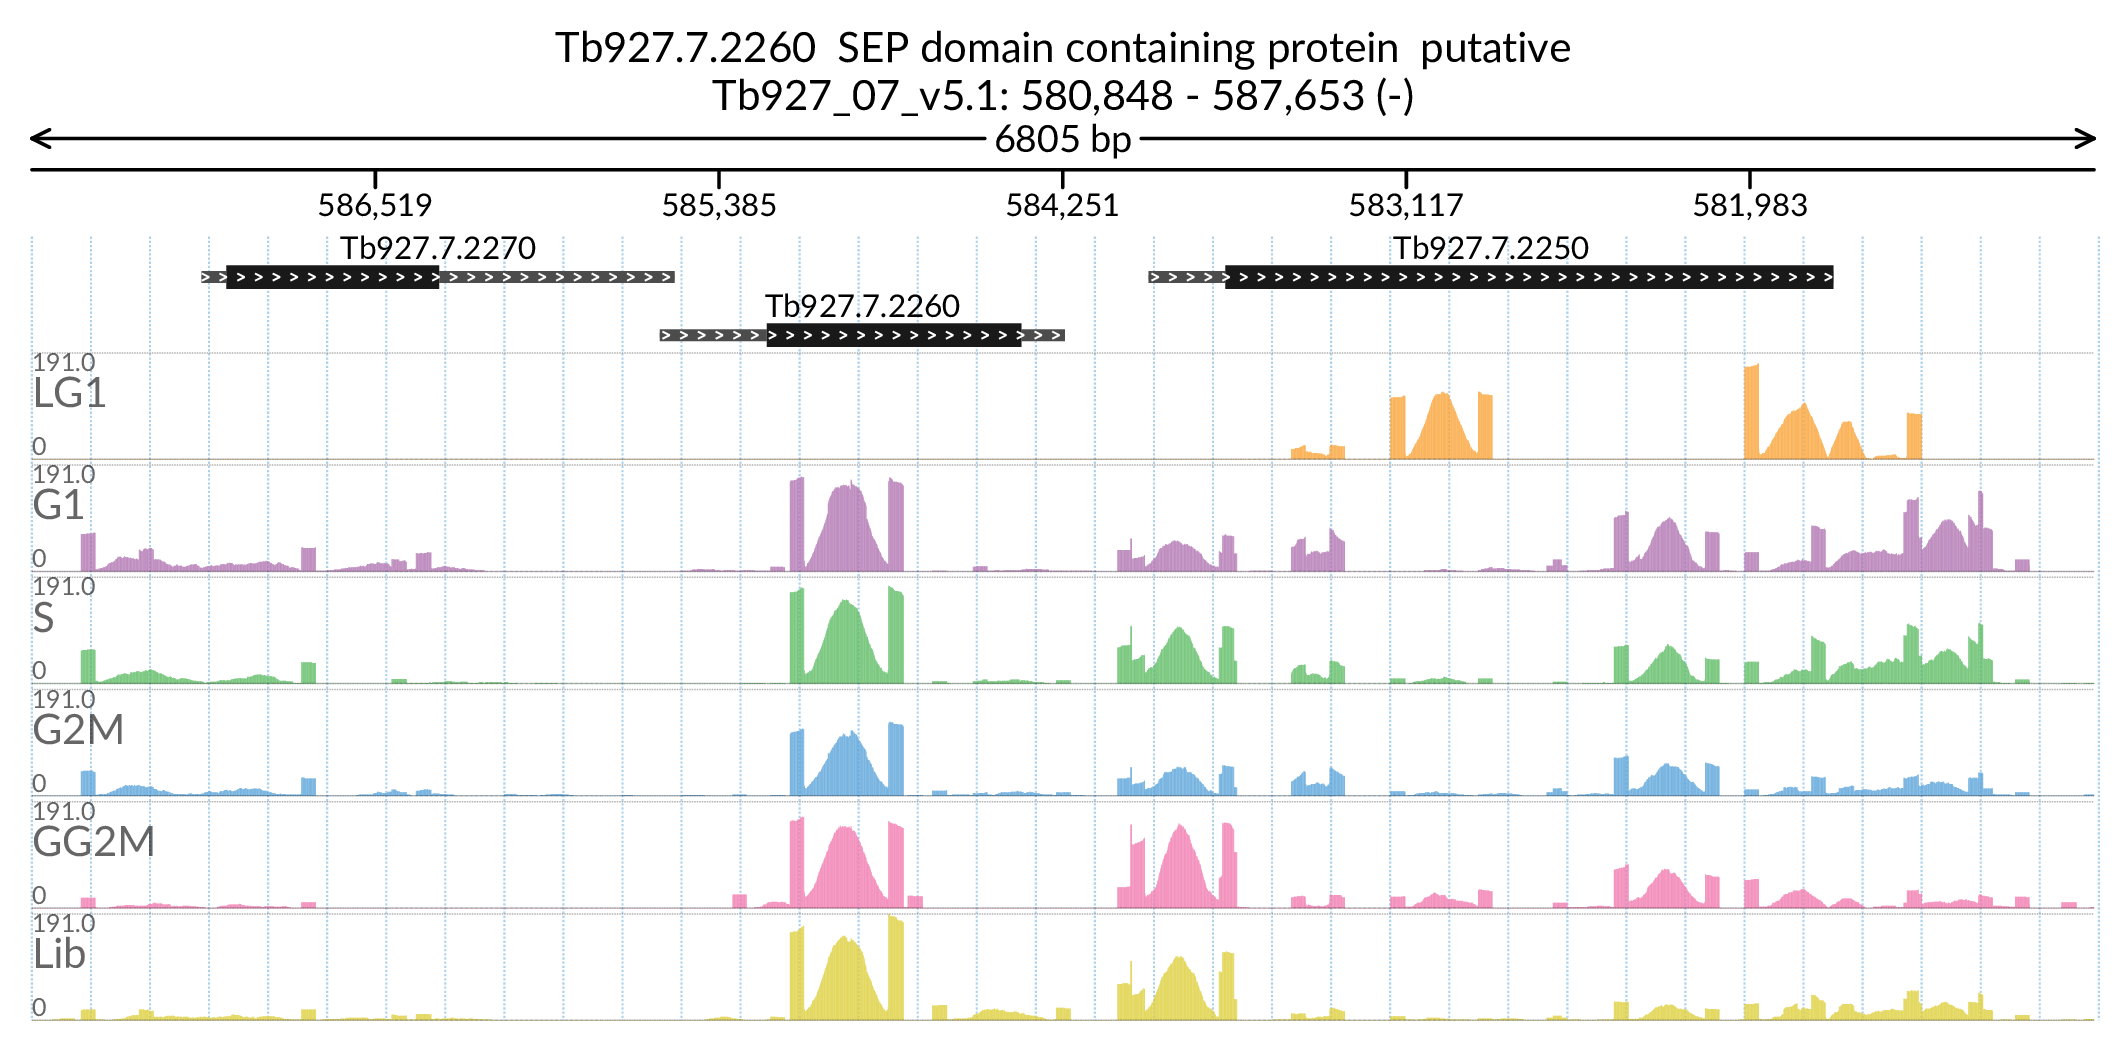 Tb927.7.2260 SEP domain containing protein putative
Tb927_07_v5.1: 580,848 - 587,653 (-)
6805 bp
586,519 585,385 584,251 583,117 581,983
Tb927.7.2270 Tb927.7.2250
Tb927.7.2260
191.0
LG1
0
191.0
G1
0
191.0
S
0
191.0
G2M
0
191.0
GG2M
0
191.0
Lib
0